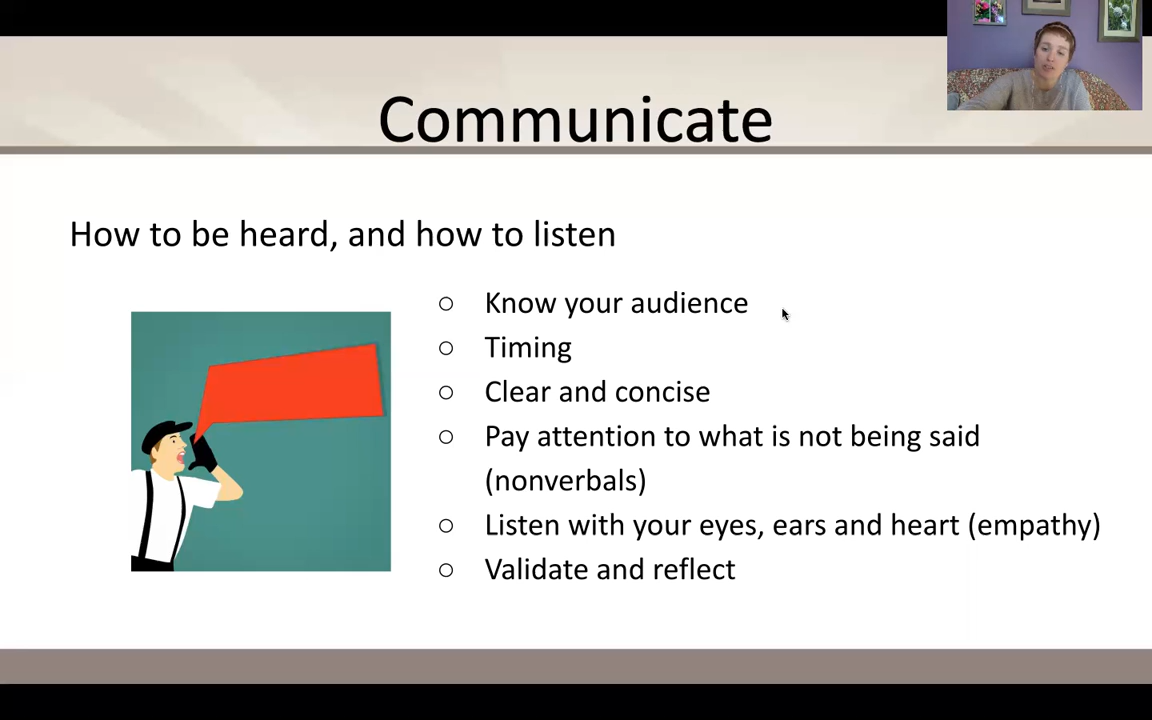 Communicate
How to be heard, and how to listen
○ Know your audience
○ Timing
○ Clear and concise
○ Pay attention to what is not being said
(nonverbals)
○ Listen with your eyes, ears and heart (empathy)
○ Validate and reflect